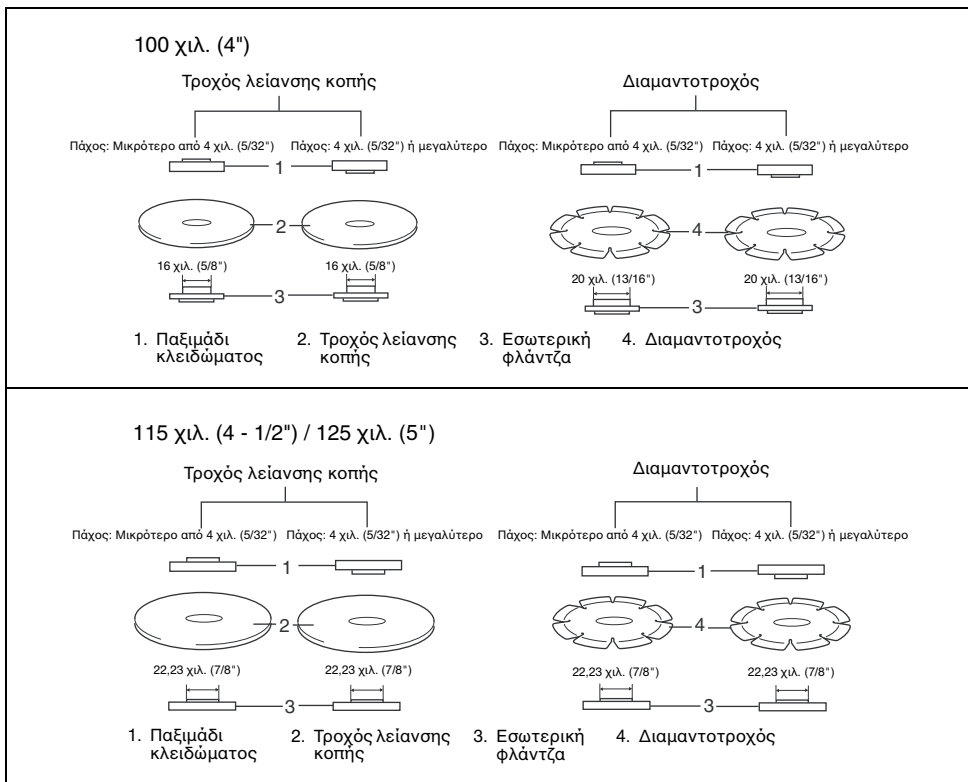 100 χιλ. (4")
Τροχός λείανσης κοπής
Διαμαντοτροχός
Πάχος: Μικρότερο από 4 χιλ. (5/32")
Πάχος: 4 χιλ. (5/32") ή μεγαλύτερο
Πάχος: Μικρότερο από 4 χιλ. (5/32")
Πάχος: 4 χιλ. (5/32") ή μεγαλύτερο
1
1
2
4
16 χιλ. (5/8")
16 χιλ. (5/8")
20 χιλ. (13/16")
20 χιλ. (13/16")
3
3
1. Παξιμάδι
κλειδώματος
2. Τροχός λείανσης
κοπής
3. Εσωτερική
φλάντζα
4. Διαμαντοτροχός
115 χιλ. (4 - 1/2") / 125 χιλ. (5")
Τροχός λείανσης κοπής
Διαμαντοτροχός
Πάχος: Μικρότερο από 4 χιλ. (5/32")
Πάχος: 4 χιλ. (5/32") ή μεγαλύτερο
Πάχος: Μικρότερο από 4 χιλ. (5/32")
Πάχος: 4 χιλ. (5/32") ή μεγαλύτερο
1
1
2
4
22,23 χιλ. (7/8")
22,23 χιλ. (7/8")
22,23 χιλ. (7/8")
22,23 χιλ. (7/8")
3
3
1. Παξιμάδι
κλειδώματος
2. Τροχός λείανσης
κοπής
3. Εσωτερική
φλάντζα
4. Διαμαντοτροχός